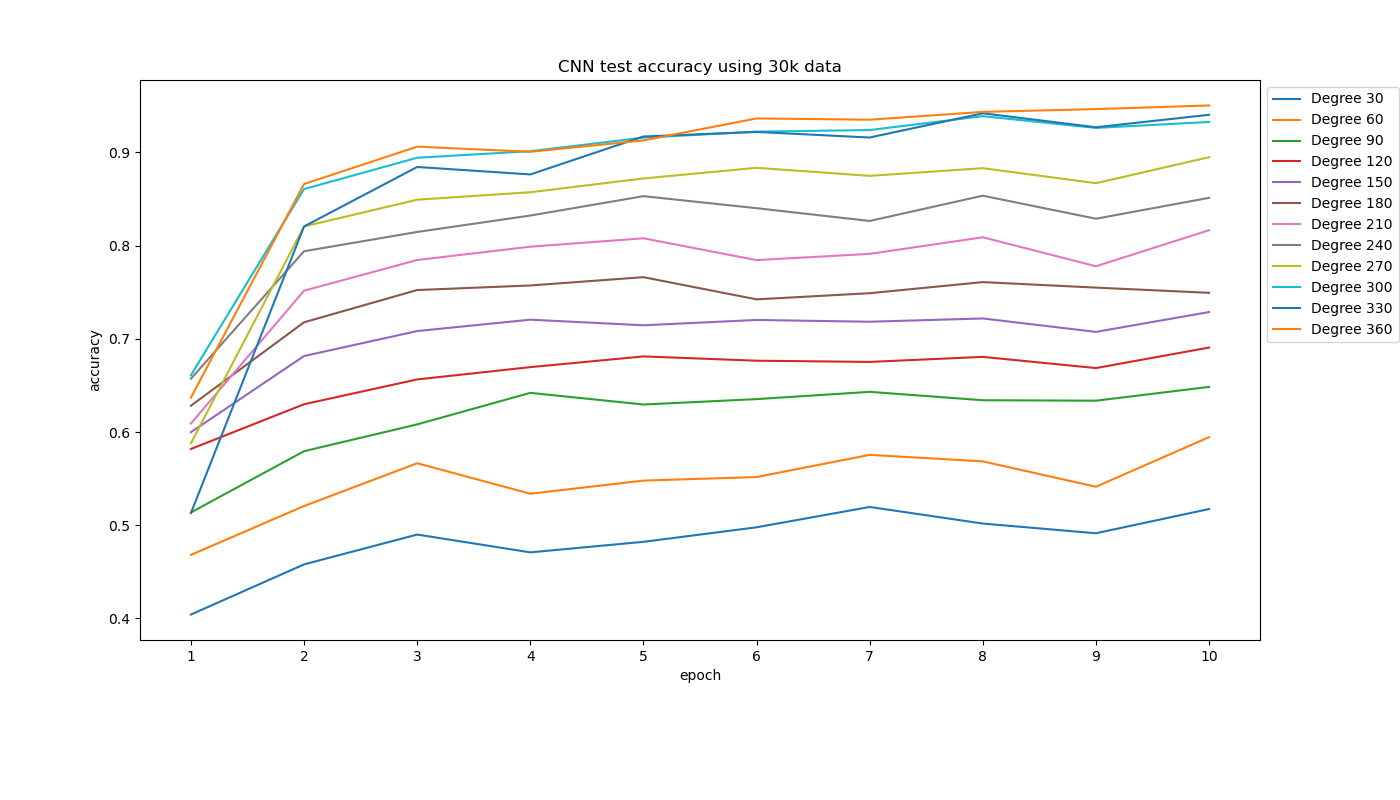 CNN test accuracy using 30k data
accuracy
0.9
0.8
0.7
0.6
0.5
0.4
1 2 3 4 5 6 7 8 9 10
epoch
Degree 30
Degree 60
Degree 90
Degree 120
Degree 150
Degree 180
Degree 210
Degree 240
Degree 270
Degree 300
Degree 330
Degree 360